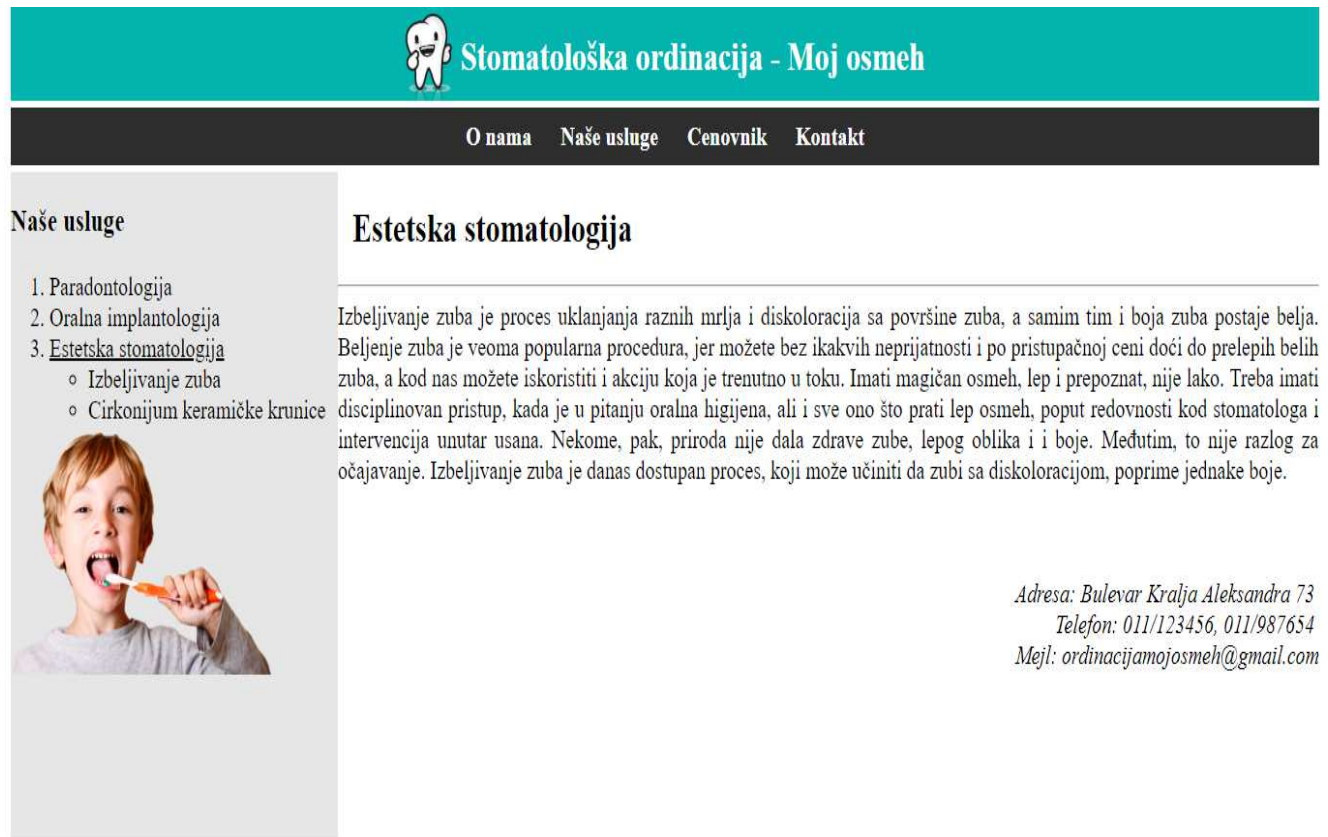 Stomatološka ordinacija - Moj osmeh
O nama Naše usluge Cenovnik Kontakt
Naše usluge
1. Paradontologija
2. Oralna implantologija
3. Estetska stomatologija
Izbeljivanje zuba
Cirkonijum keramičke krunice
Estetska stomatologija
Izbeljivanje zuba je proces uklanjanja raznih mrlja i diskoloracija sa površine zuba, a samim tim i boja zuba postaje belja.
Beljenje zuba je veoma popularna procedura, jer možete bez ikakvih neprijatnosti i po pristupačnoj ceni doći do prelepih belih
zuba, a kod nas možete iskoristiti i akciju koja je trenutno u toku. Imati magičan osmeh, lep i prepoznat, nije lako. Treba imati
disciplinovan pristup, kada je u pitanju oralna higijena, ali i sve ono što prati lep osmeh, poput redovnosti kod stomatologa i
intervencija unutar usana. Nekome, pak, priroda nije dala zdrave zube, lepog oblika i i boje. Međutim, to nije razlog za
očajavanje. Izbeljivanje zuba je danas dostupan proces, koji može učiniti da zubi sa diskoloracijom, poprime jednake boje.
Adresa: Bulevar Kralja Aleksandra 73
Telefon: 011/123456, 011/987654
Mejl: ordinacijamojosmeh@gmail.com